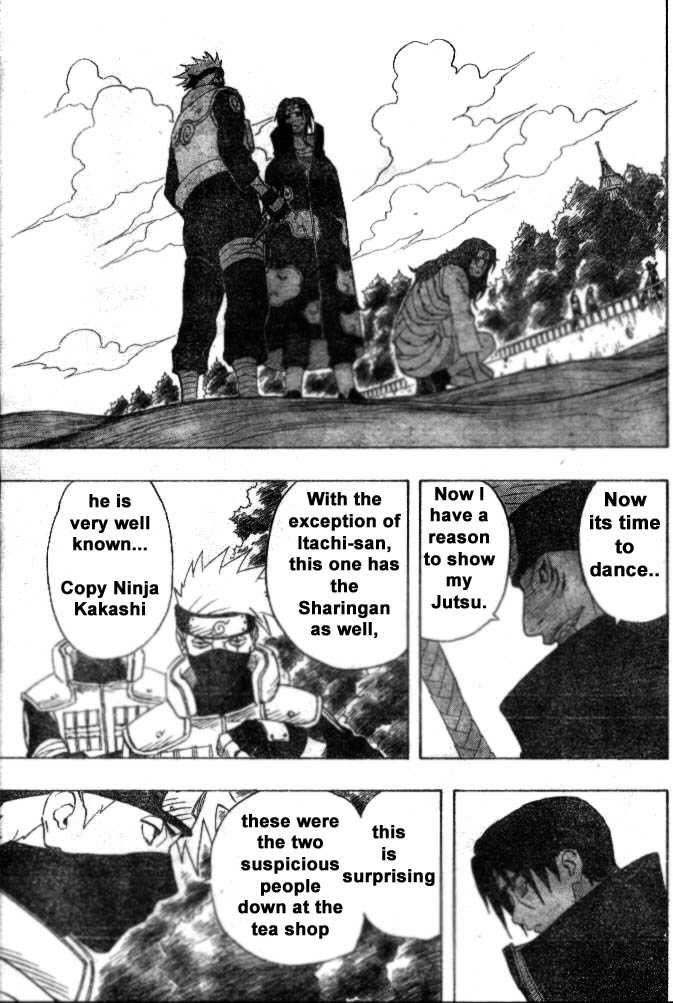 Now
its time
to
dance..
Now I
have a
reason
to show
my
Jutsu.
With the
exception of
Itachi-san,
this one has
the
Sharingan
as well,
he is
very well
known...
Copy Ninja
Kakashi
this
is
surprising
these were
the two
suspicious
people
down at the
tea shop